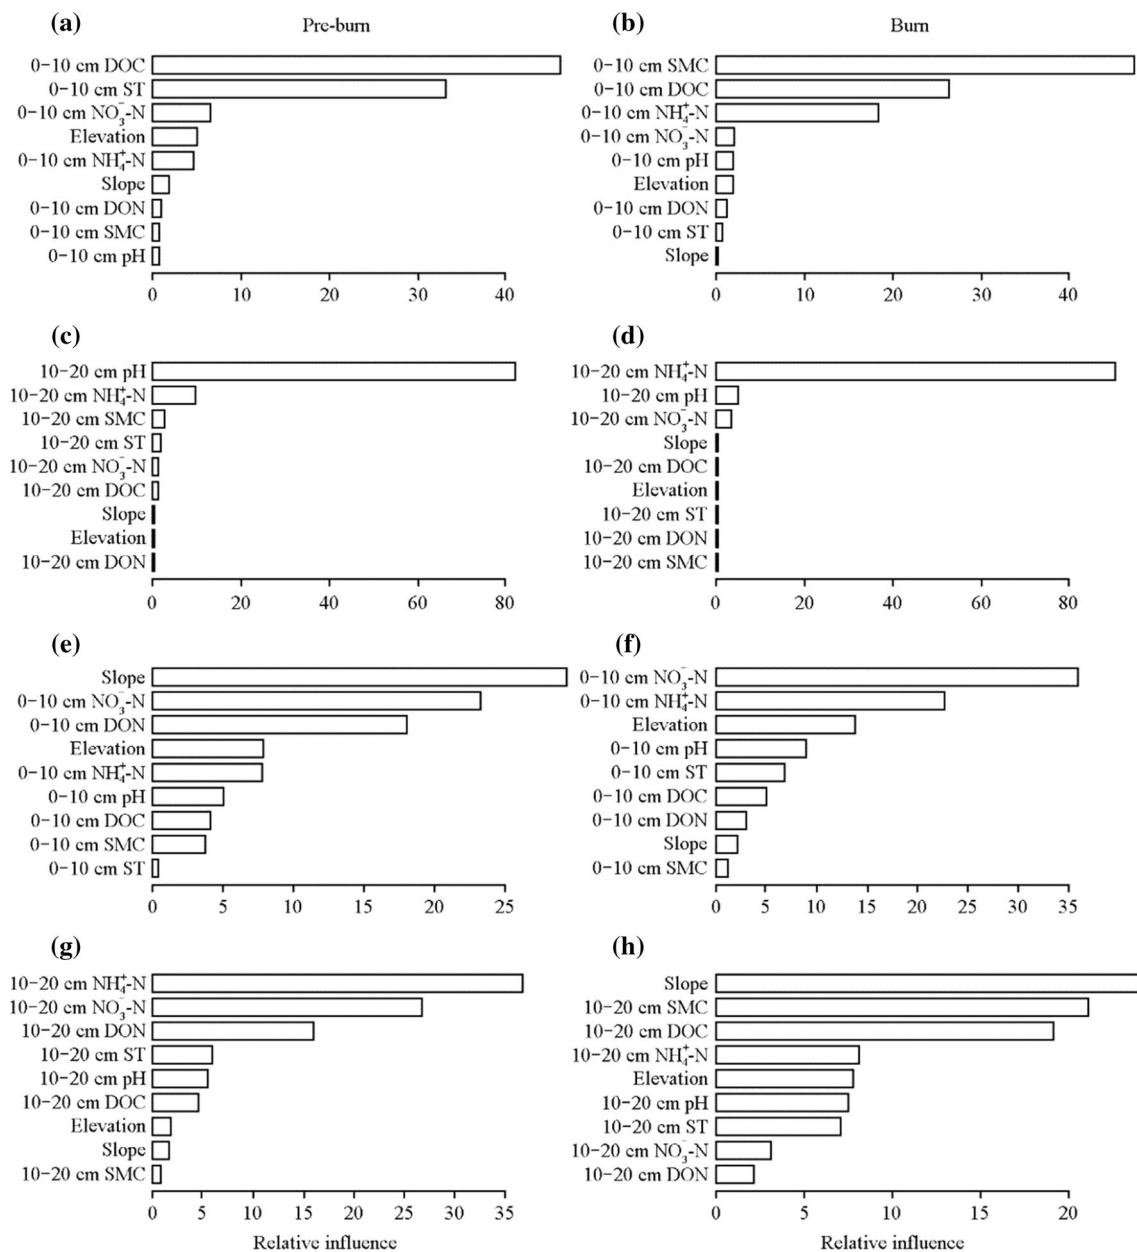 (a) Pre-burn
0-10 cm DOC
0-10 cm ST
0-10 cm NO₃⁻-N
Elevation
0-10 cm NH₄⁺-N
Slope
0-10 cm DON
0-10 cm SMC
0-10 cm pH
0 10 20 30 40
(b) Burn
0-10 cm SMC
0-10 cm DOC
0-10 cm NH₄⁺-N
0-10 cm NO₃⁻-N
0-10 cm pH
Elevation
0-10 cm DON
0-10 cm ST
Slope
0 10 20 30 40
(c)
10-20 cm pH
10-20 cm NH₄⁺-N
10-20 cm SMC
10-20 cm ST
10-20 cm NO₃⁻-N
10-20 cm DOC
Slope
Elevation
10-20 cm DON
0 20 40 60 80
(d)
10-20 cm NH₄⁺-N
10-20 cm pH
10-20 cm NO₃⁻-N
Slope
10-20 cm DOC
Elevation
10-20 cm ST
10-20 cm DON
10-20 cm SMC
0 20 40 60 80
(e)
Slope
0-10 cm NO₃⁻-N
0-10 cm DON
Elevation
0-10 cm NH₄⁺-N
0-10 cm pH
0-10 cm DOC
0-10 cm SMC
0-10 cm ST
0 5 10 15 20 25
(f)
0-10 cm NO₃⁻-N
0-10 cm NH₄⁺-N
Elevation
0-10 cm pH
0-10 cm ST
0-10 cm DOC
0-10 cm DON
Slope
0-10 cm SMC
0 5 10 15 20 25 30 35
(g)
10-20 cm NH₄⁺-N
10-20 cm NO₃⁻-N
10-20 cm DON
10-20 cm ST
10-20 cm pH
10-20 cm DOC
Elevation
Slope
10-20 cm SMC
0 5 10 15 20 25 30 35
Relative influence
(h)
Slope
10-20 cm SMC
10-20 cm DOC
10-20 cm NH₄⁺-N
Elevation
10-20 cm pH
10-20 cm ST
10-20 cm NO₃⁻-N
10-20 cm DON
0 5 10 15 20
Relative influence